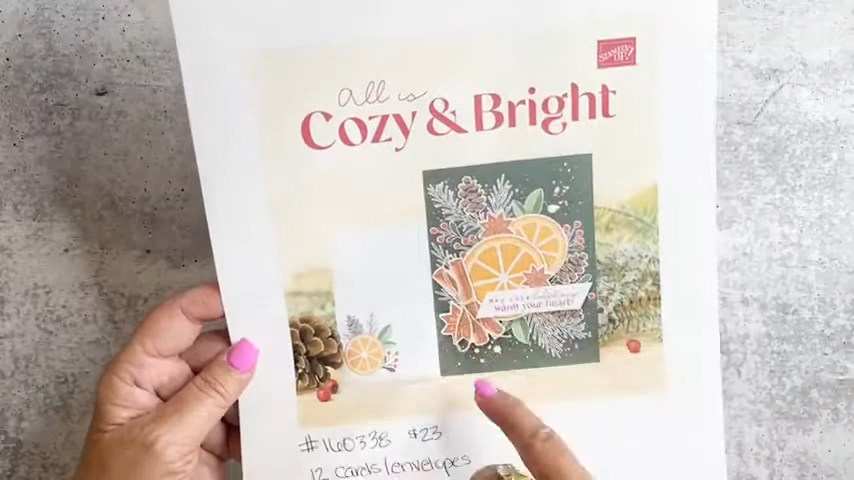 STAMPIN' UP!
All is
Cozy & Bright
warm your heart!
#160338 $23
12 cards/envelopes